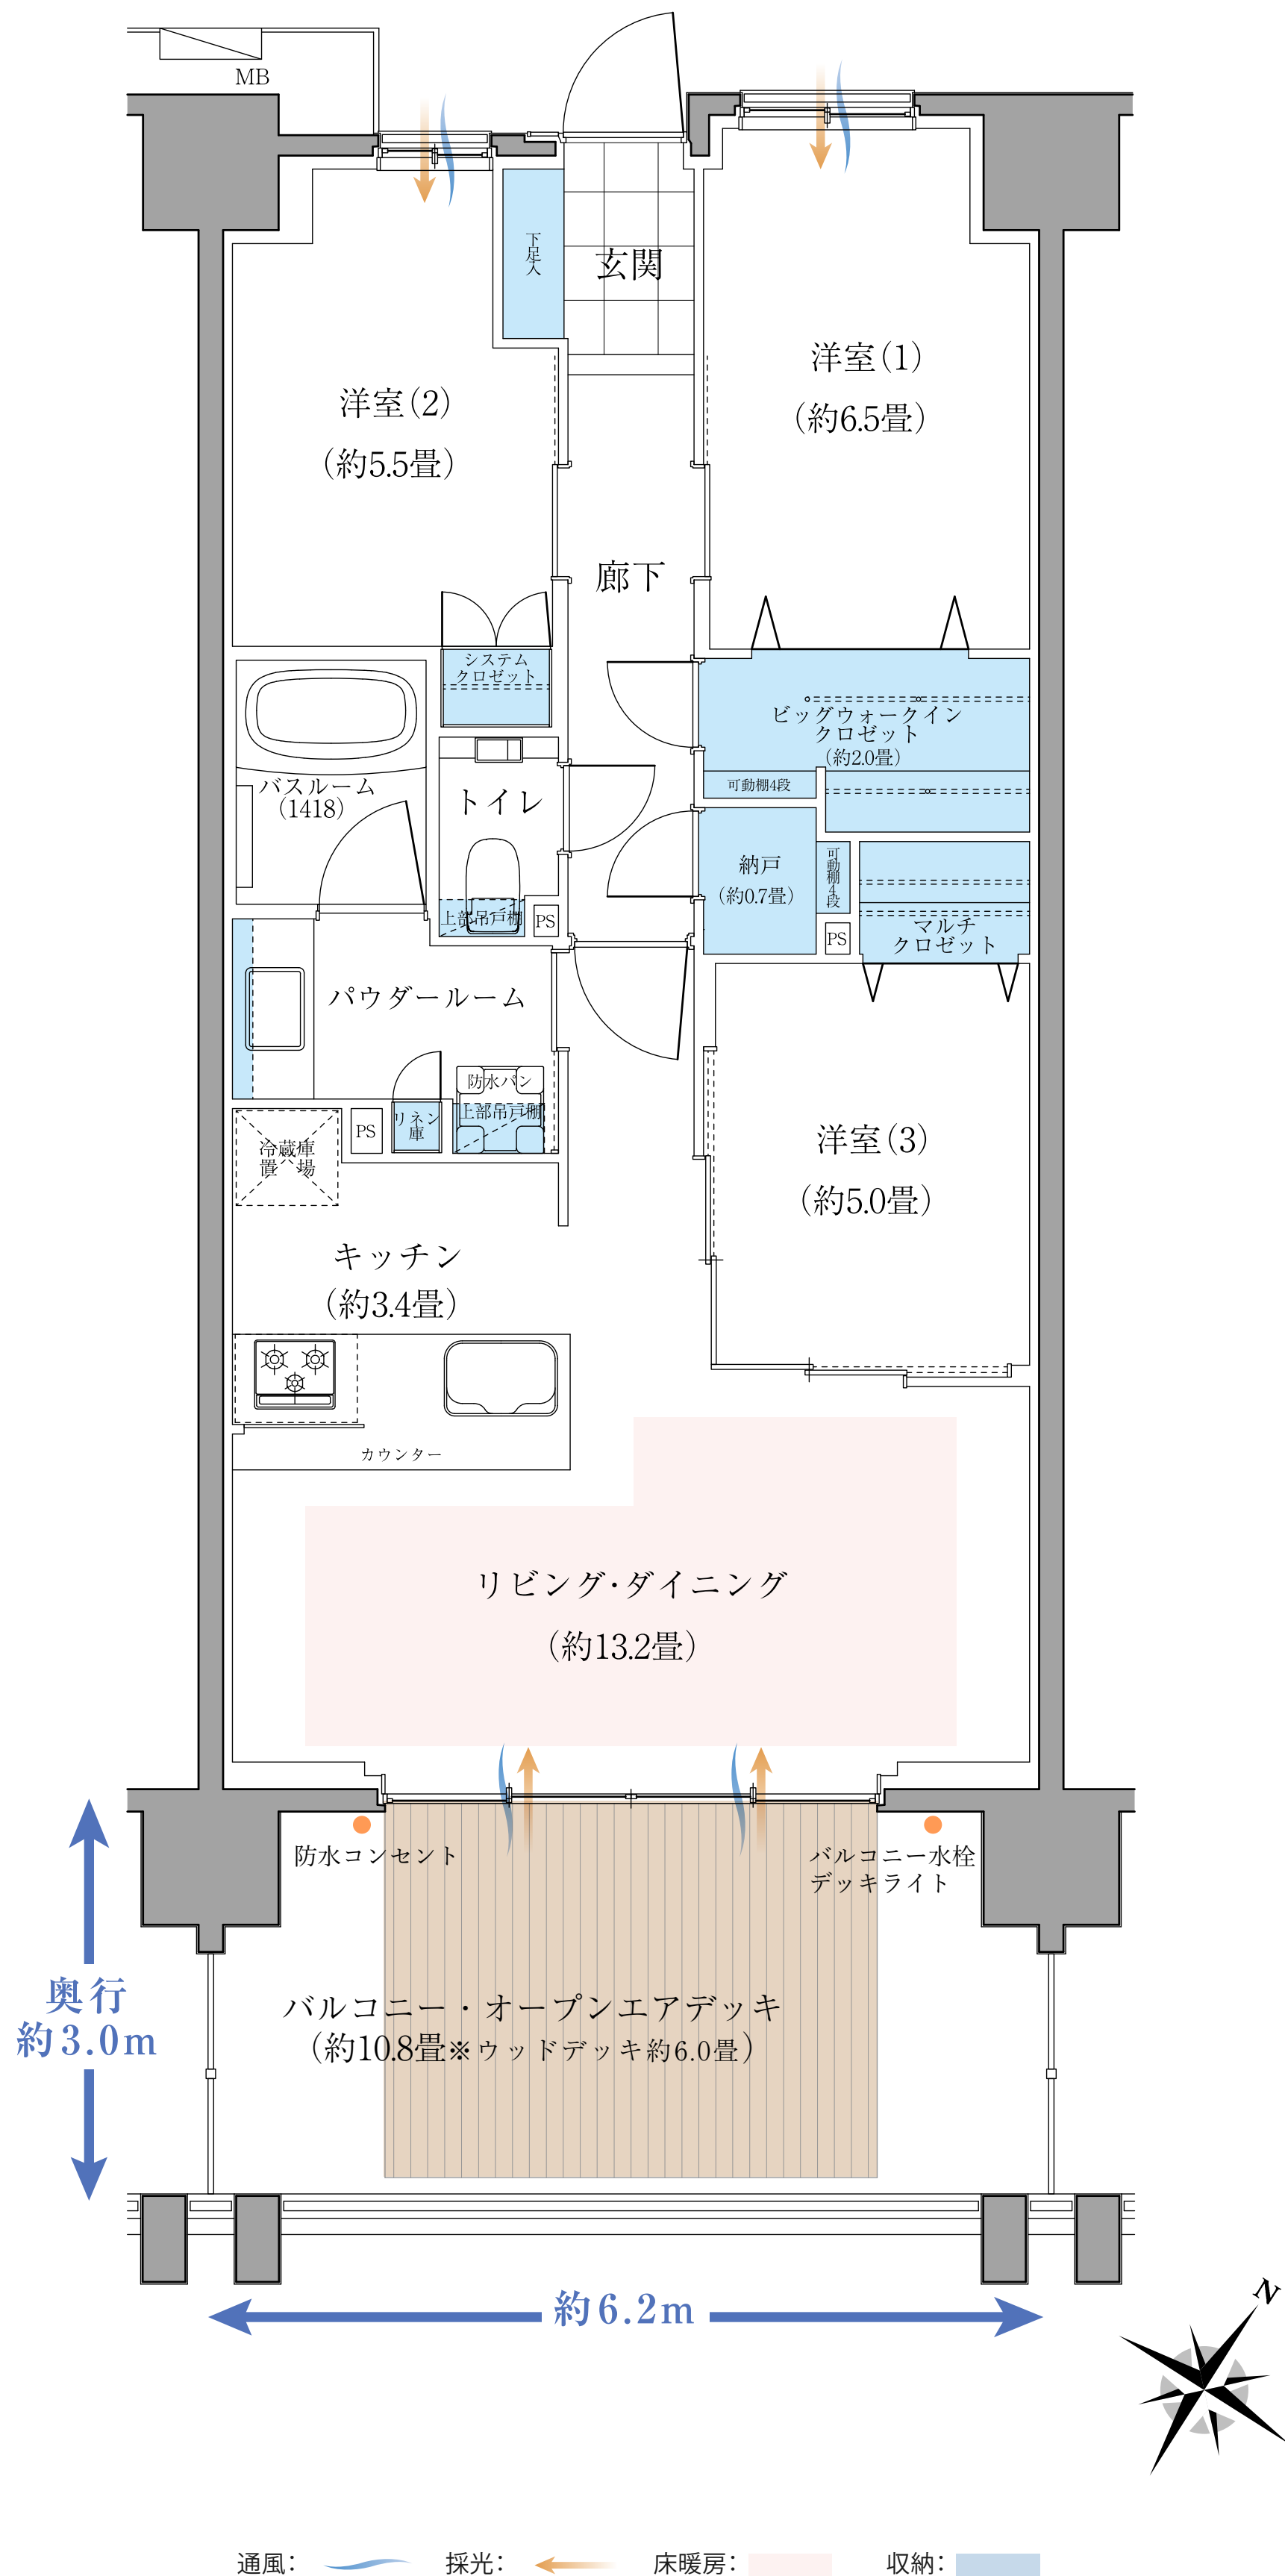 MB
下足入
玄関
洋室(1)
(約6.5畳)
洋室(2)
(約5.5畳)
廊下
システム
クロゼット
ビッグウォークイン
クロゼット
(約2.0畳)
可動棚4段
バスルーム
(1418)
トイレ
上部吊戸棚
PS
納戸
(約0.7畳)
可動棚4段
PS
マルチ
クロゼット
パウダールーム
防水パン
上部吊戸棚
リネン
庫
PS
冷蔵庫
置場
洋室(3)
(約5.0畳)
キッチン
(約3.4畳)
カウンター
リビング・ダイニング
(約13.2畳)
防水コンセント
バルコニー水栓
デッキライト
奥行
約3.0m
バルコニー・オープンエアデッキ
(約10.8畳※ウッドデッキ約6.0畳)
約6.2m
N
通風: 採光: 床暖房: 収納: